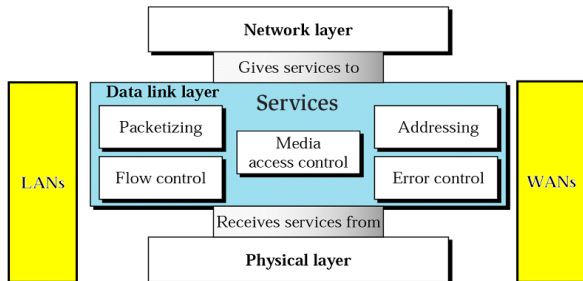 Network layer
Gives services to
Data link layer
Services
Packetizing
Addressing
Media
access control
Flow control
Error control
LANs
WANs
Receives services from
Physical layer